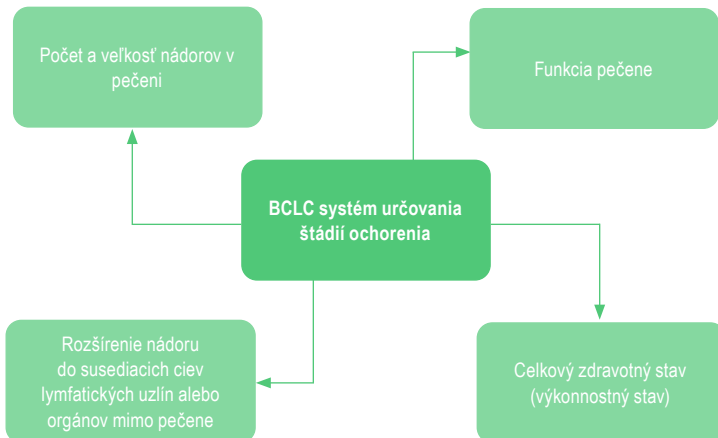 Počet a veľkosť nádorov v
pečeni
Funkcia pečene
BCLC systém určovania
štádií ochorenia
Rozšírenie nádoru
do susediacich ciev
lymfatických uzlín alebo
orgánov mimo pečene
Celkový zdravotný stav
(výkonnostný stav)